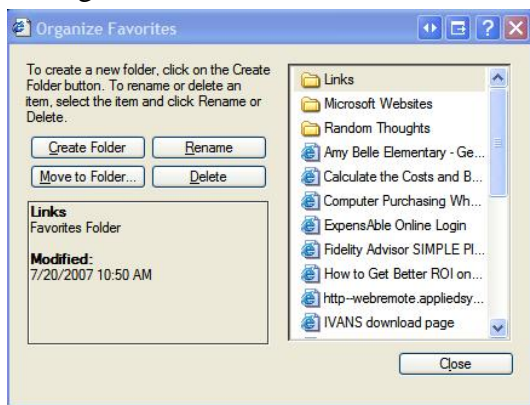 Organize Favorites
To create a new folder, click on the Create
Folder button. To rename or delete an
item, select the item and click Rename or
Delete.
Create Folder
Rename
Move to Folder...
Delete
Links
Favorites Folder
Modified:
7/20/2007 10:50 AM
Links
Microsoft Websites
Random Thoughts
Amy Belle Elementary - Ge...
Calculate the Costs and B...
Computer Purchasing Wh...
ExpensAble Online Login
Fidelity Advisor SIMPLE Pl...
How to Get Better ROI on...
http--webremote.appliedsy...
IVANS download page
Close